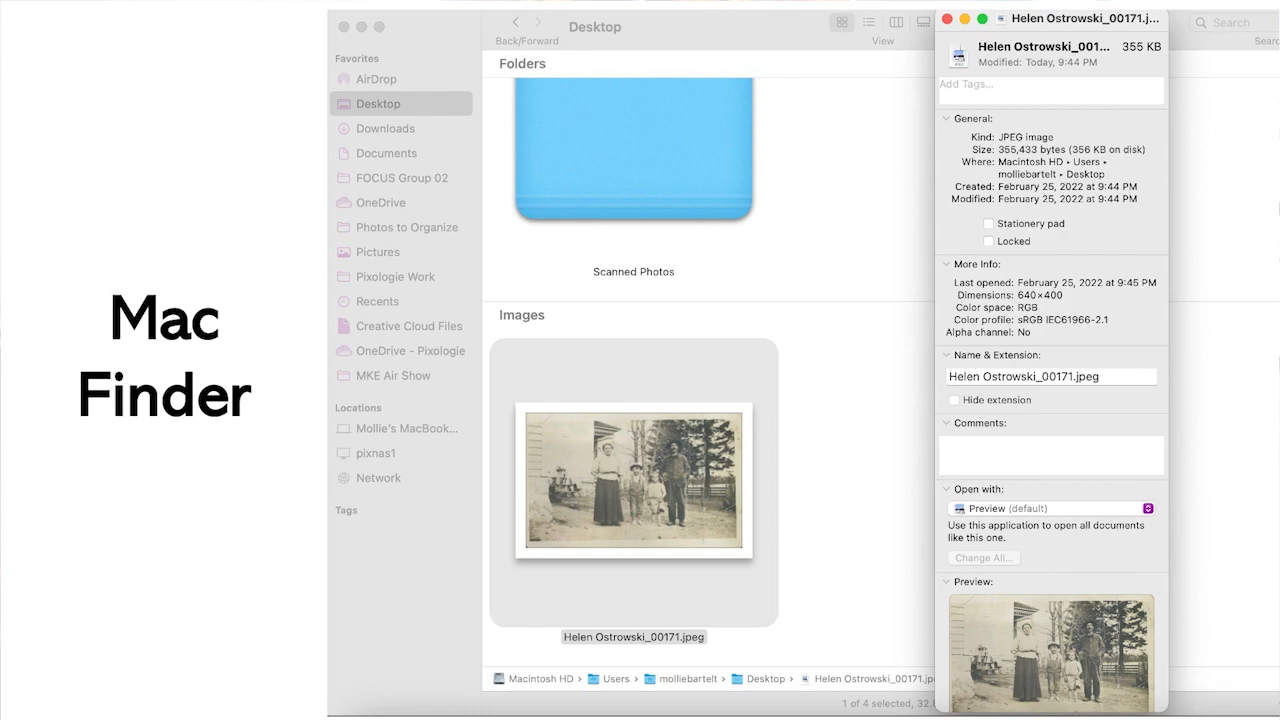 Mac
Finder
Desktop
Back/Forward
View
Search
Favorites
AirDrop
Desktop
Downloads
Documents
FOCUS Group 02
OneDrive
Photos to Organize
Pictures
Pixologie Work
Recents
Creative Cloud Files
OneDrive - Pixologie
MKE Air Show
Locations
Mollie's MacBook...
pixnas1
Network
Tags
Folders
Scanned Photos
Images
Helen Ostrowski_00171.jpeg
Macintosh HD › Users › molliebartelt › Desktop › Helen Ostrowski_00171.jp
1 of 4 selected, 32.
Helen Ostrowski_00171.j...
Helen Ostrowski_001... 355 KB
Modified: Today, 9:44 PM
Add Tags...
General:
Kind: JPEG image
Size: 355,433 bytes (356 KB on disk)
Where: Macintosh HD ▸ Users ▸
molliebartelt ▸ Desktop
Created: February 25, 2022 at 9:44 PM
Modified: February 25, 2022 at 9:44 PM
Stationery pad
Locked
More Info:
Last opened: February 25, 2022 at 9:45 PM
Dimensions: 640×400
Color space: RGB
Color profile: sRGB IEC61966-2.1
Alpha channel: No
Name & Extension:
Helen Ostrowski_00171.jpeg
Hide extension
Comments:
Open with:
Preview (default)
Use this application to open all documents
like this one.
Change All...
Preview: